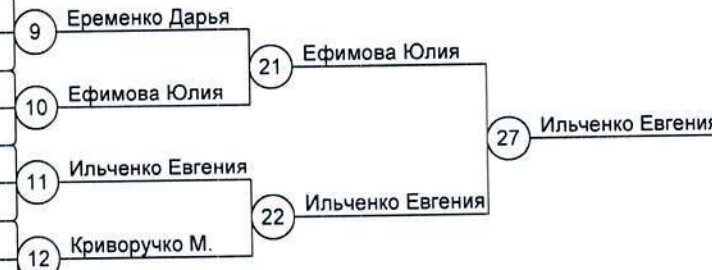 9 Еременко Дарья
21 Ефимова Юлия
10 Ефимова Юлия
27 Ильченко Евгения
11 Ильченко Евгения
22 Ильченко Евгения
12 Криворучко М.